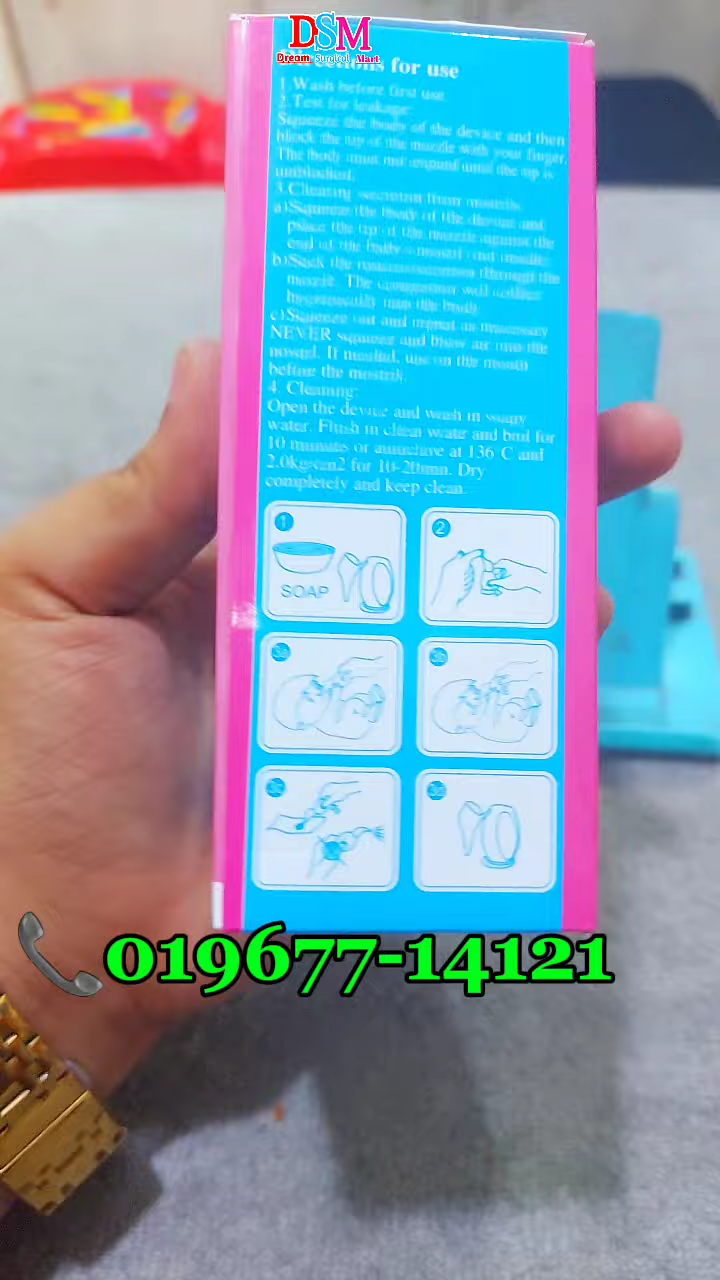 DSM
Dream Surgical Mart
Directions for use
1.Wash before first use
2.Test for leakage:
Squeeze the body of the device and then
block the tip of the nozzle with your finger.
The body must not expand until the tip is
unblocked.
3.Clearing secretion from nostrils.
a)Squeeze the body of the device and
place the tip of the nozzle against the
end of the baby's nostril
b)Suck the through the
nozzle. The will collect
hygienically into the body
c)Squeeze out and repeat as necessary
NEVER squeeze and blow air into the
nostril. If needed, use on the mouth
before the nostrils.
4. Cleaning:
Open the device and wash in soapy
water. Flush in clean water and boil for
10 minutes or autoclave at 136 C and
2.0kg/cm2 for 10-20min. Dry
completely and keep clean.
1
2
SOAP
3a
3b
3c
019677-14121